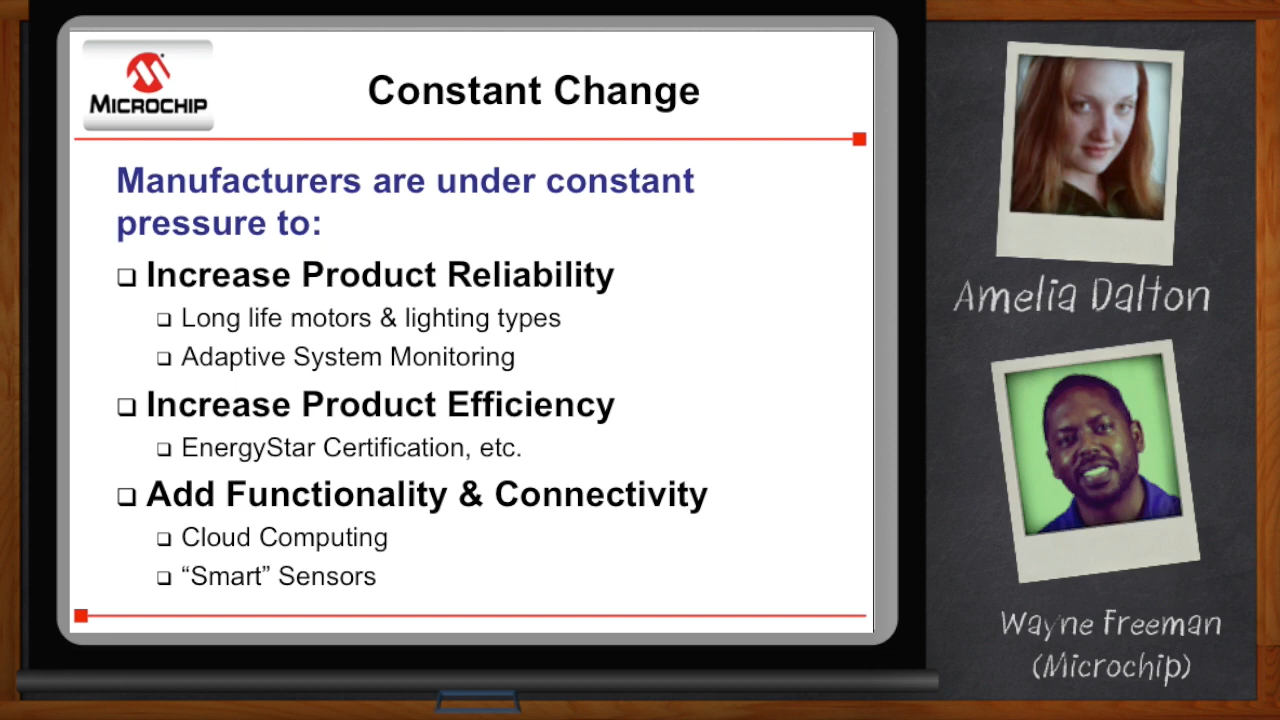 MICROCHIP
Constant Change
Manufacturers are under constant
pressure to:
Increase Product Reliability
Long life motors & lighting types
Adaptive System Monitoring
Increase Product Efficiency
EnergyStar Certification, etc.
Add Functionality & Connectivity
Cloud Computing
“Smart” Sensors
Amelia Dalton
Wayne Freeman
(Microchip)